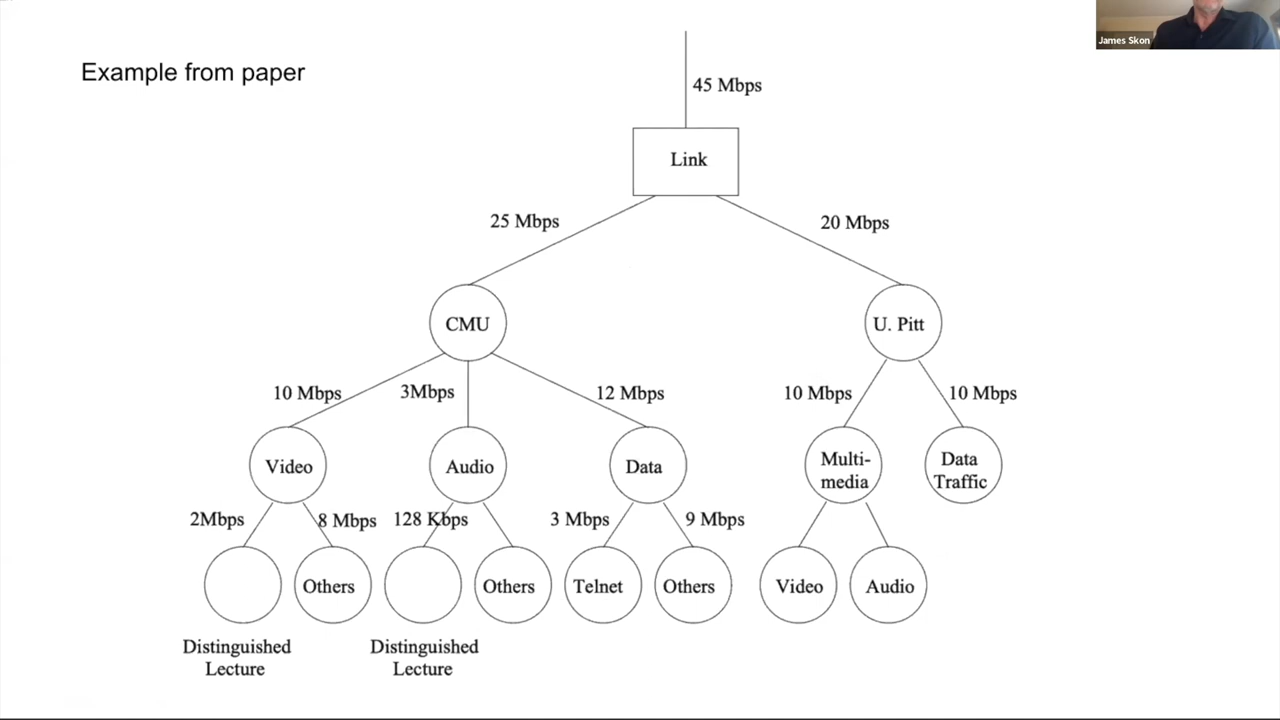 James Skon
Example from paper
45 Mbps
Link
25 Mbps
20 Mbps
CMU
U. Pitt
10 Mbps
3Mbps
12 Mbps
10 Mbps
10 Mbps
Video
Audio
Data
Multi-
media
Data
Traffic
2Mbps
8 Mbps
128 Kbps
3 Mbps
9 Mbps
Others
Others
Telnet
Others
Video
Audio
Distinguished
Lecture
Distinguished
Lecture